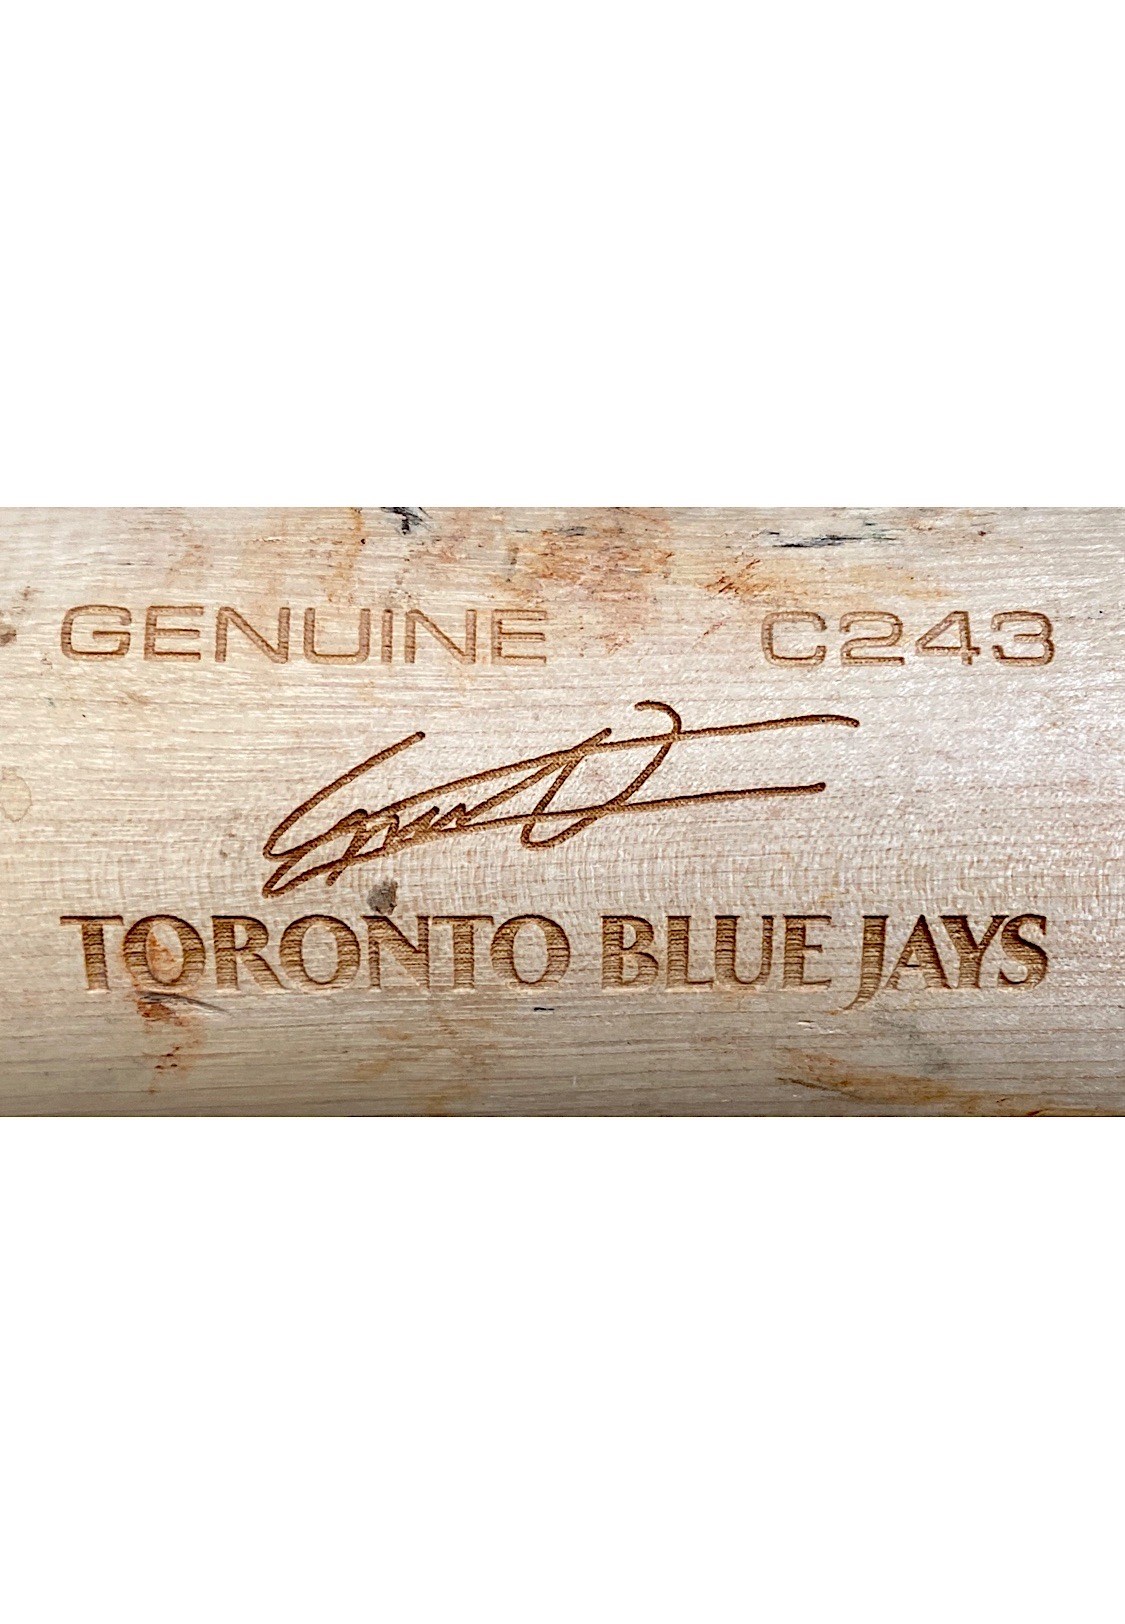 GENUINE C243
TORONTO BLUE JAYS